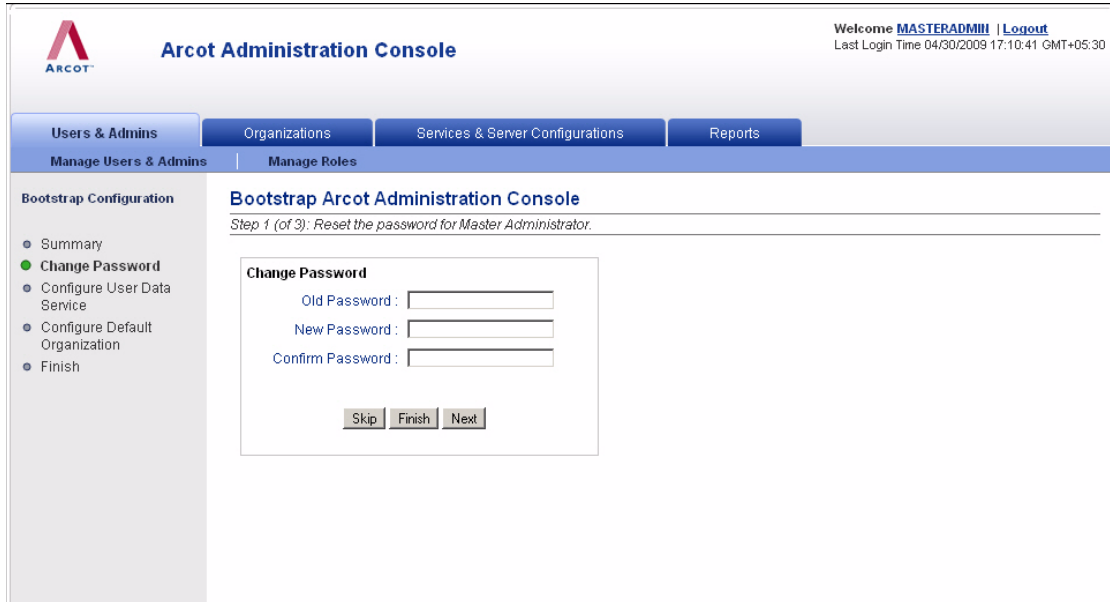 Welcome MASTERADMIN | Logout
Last Login Time 04/30/2009 17:10:41 GMT+05:30
ARCOT™
Arcot Administration Console
Users & Admins
Organizations
Services & Server Configurations
Reports
Manage Users & Admins
Manage Roles
Bootstrap Configuration
Summary
Change Password
Configure User Data
Service
Configure Default
Organization
Finish
Bootstrap Arcot Administration Console
Step 1 (of 3): Reset the password for Master Administrator.
Change Password
Old Password :
New Password :
Confirm Password :
Skip
Finish
Next